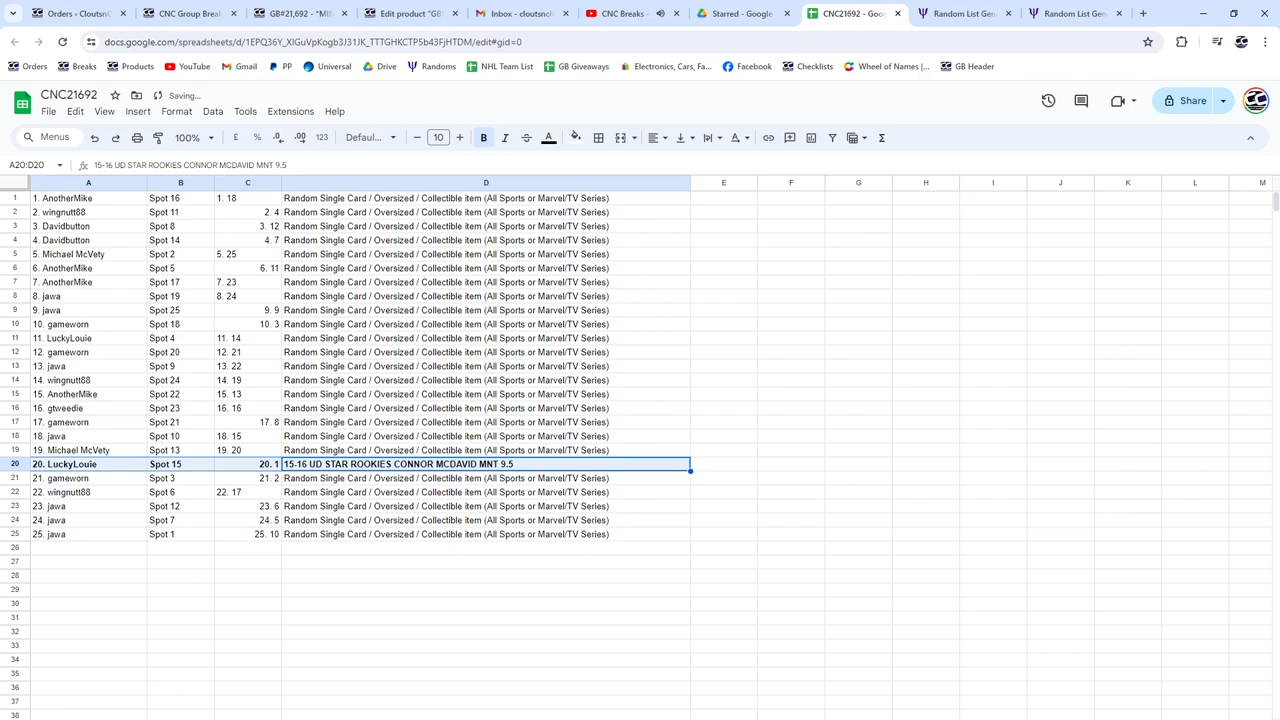 Orders ‹ CloutsnC
CNC Group Break
GB#21,692 - "MIN
Edit product "G
Inbox - cloutsnch
CNC Breaks -
Starred - Google
CNC21692 - Goo
Random List Gene
Random List Gene
docs.google.com/spreadsheets/d/1EPQ36Y_XIGuVpKogb3J31JK_TTTGHKCTP5b43FjHTDM/edit#gid=0
Orders Breaks Products YouTube Gmail PP Universal Drive Randoms NHL Team List GB Giveaways Electronics, Cars, Fa... Facebook Checklists Wheel of Names |... GB Header
CNC21692 Saving...
File Edit View Insert Format Data Tools Extensions Help
Share
Menus 100% £ % .0 .00 123 Defaul... 10 B I A
A20:D20 fx 15-16 UD STAR ROOKIES CONNOR MCDAVID MNT 9.5
A B C D E F G H I J K L M
1 1. AnotherMike Spot 16 1. 18 Random Single Card / Oversized / Collectible item (All Sports or Marvel/TV Series)
2 2. wingnutt88 Spot 11 2. 4 Random Single Card / Oversized / Collectible item (All Sports or Marvel/TV Series)
3 3. Davidbutton Spot 8 3. 12 Random Single Card / Oversized / Collectible item (All Sports or Marvel/TV Series)
4 4. Davidbutton Spot 14 4. 7 Random Single Card / Oversized / Collectible item (All Sports or Marvel/TV Series)
5 5. Michael McVety Spot 2 5. 25 Random Single Card / Oversized / Collectible item (All Sports or Marvel/TV Series)
6 6. AnotherMike Spot 5 6. 11 Random Single Card / Oversized / Collectible item (All Sports or Marvel/TV Series)
7 7. AnotherMike Spot 17 7. 23 Random Single Card / Oversized / Collectible item (All Sports or Marvel/TV Series)
8 8. jawa Spot 19 8. 24 Random Single Card / Oversized / Collectible item (All Sports or Marvel/TV Series)
9 9. jawa Spot 25 9. 9 Random Single Card / Oversized / Collectible item (All Sports or Marvel/TV Series)
10 10. gameworn Spot 18 10. 3 Random Single Card / Oversized / Collectible item (All Sports or Marvel/TV Series)
11 11. LuckyLouie Spot 4 11. 14 Random Single Card / Oversized / Collectible item (All Sports or Marvel/TV Series)
12 12. gameworn Spot 20 12. 21 Random Single Card / Oversized / Collectible item (All Sports or Marvel/TV Series)
13 13. jawa Spot 9 13. 22 Random Single Card / Oversized / Collectible item (All Sports or Marvel/TV Series)
14 14. wingnutt88 Spot 24 14. 19 Random Single Card / Oversized / Collectible item (All Sports or Marvel/TV Series)
15 15. AnotherMike Spot 22 15. 13 Random Single Card / Oversized / Collectible item (All Sports or Marvel/TV Series)
16 16. gtweedie Spot 23 16. 16 Random Single Card / Oversized / Collectible item (All Sports or Marvel/TV Series)
17 17. gameworn Spot 21 17. 8 Random Single Card / Oversized / Collectible item (All Sports or Marvel/TV Series)
18 18. jawa Spot 10 18. 15 Random Single Card / Oversized / Collectible item (All Sports or Marvel/TV Series)
19 19. Michael McVety Spot 13 19. 20 Random Single Card / Oversized / Collectible item (All Sports or Marvel/TV Series)
20 20. LuckyLouie Spot 15 20. 1 15-16 UD STAR ROOKIES CONNOR MCDAVID MNT 9.5
21 21. gameworn Spot 3 21. 2 Random Single Card / Oversized / Collectible item (All Sports or Marvel/TV Series)
22 22. wingnutt88 Spot 6 22. 17 Random Single Card / Oversized / Collectible item (All Sports or Marvel/TV Series)
23 23. jawa Spot 12 23. 6 Random Single Card / Oversized / Collectible item (All Sports or Marvel/TV Series)
24 24. jawa Spot 7 24. 5 Random Single Card / Oversized / Collectible item (All Sports or Marvel/TV Series)
25 25. jawa Spot 1 25. 10 Random Single Card / Oversized / Collectible item (All Sports or Marvel/TV Series)
26
27
28
29
30
31
32
33
34
35
36
37
38